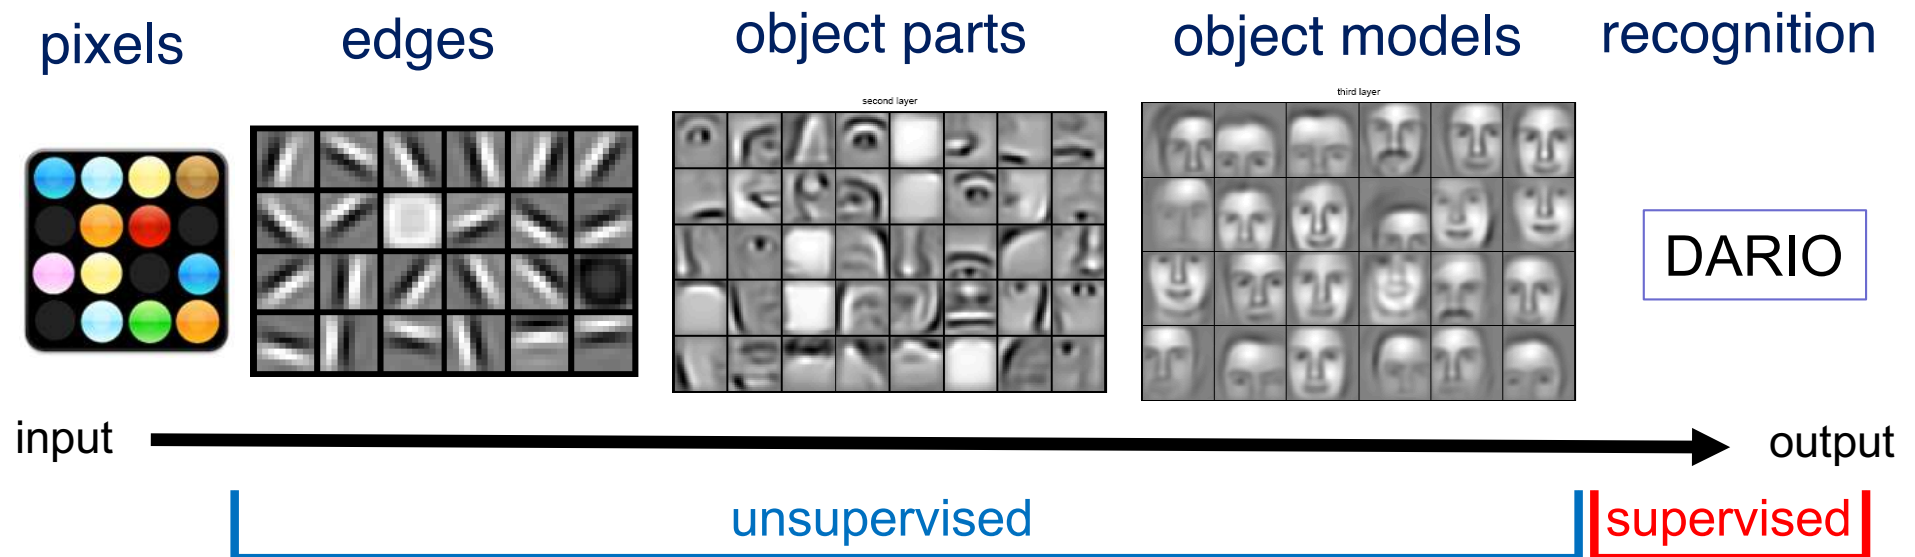 pixels
edges
object parts
object models
recognition
second layer
third layer
DARIO
input
output
unsupervised
supervised